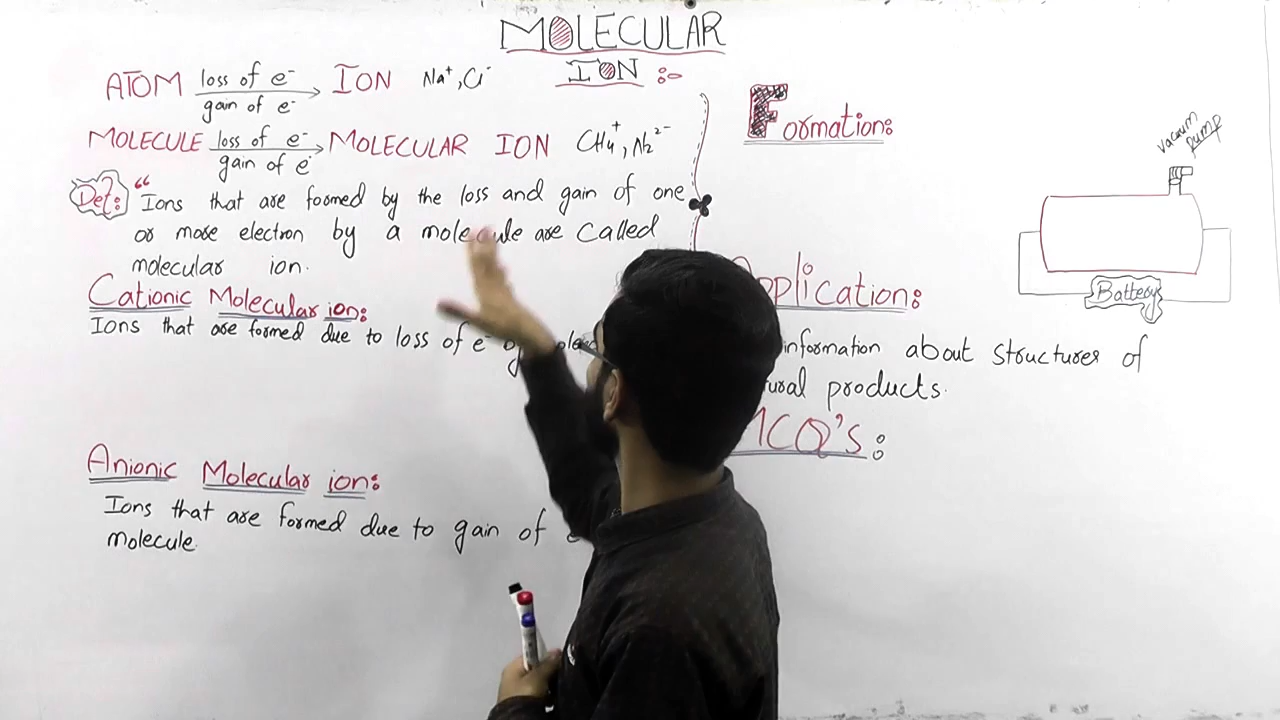 MOLECULAR
ION :-
ATOM loss of e⁻ gain of e⁻ ION Na⁺, Cl⁻
MOLECULE loss of e⁻ gain of e⁻ MOLECULAR ION CH4⁺, N2²⁻
Def: "Ions that are formed by the loss and gain of one
or more electron by a molecule are called
molecular ion.
Cationic Molecular ion:
Ions that are formed due to loss of e⁻ of
Anionic Molecular ion:
Ions that are formed due to gain of
molecule.
Formation:
vacuum
pump
Battery
Application:
information about structures of
products.
MCQ's: